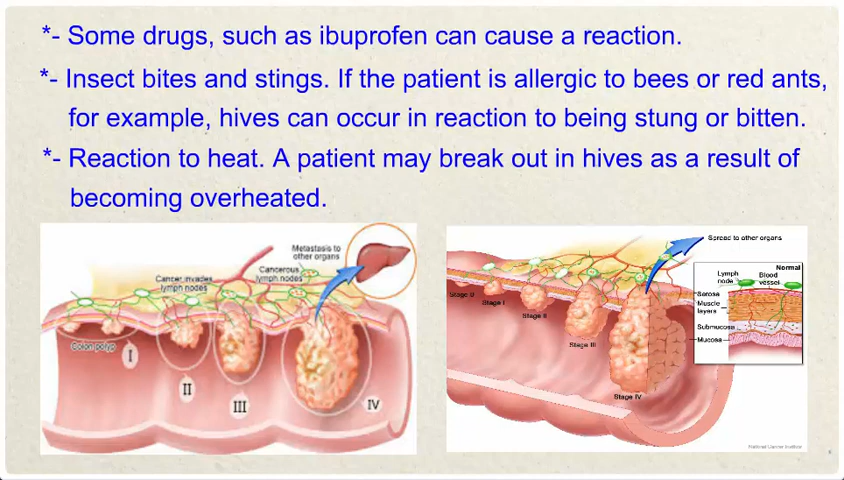 *- Some drugs, such as ibuprofen can cause a reaction.
*- Insect bites and stings. If the patient is allergic to bees or red ants,
for example, hives can occur in reaction to being stung or bitten.
*- Reaction to heat. A patient may break out in hives as a result of
becoming overheated.
Metastasis to
other organs
Cancer invades
lymph nodes
Cancerous
lymph nodes
Colon polyp
I
II
III
IV
Spread to other organs
Normal
Lymph
node
Blood
vessel
Serosa
Muscle
layers
Submucosa
Mucosa
Stage 0
Stage I
Stage II
Stage III
Stage IV
National Cancer Institute